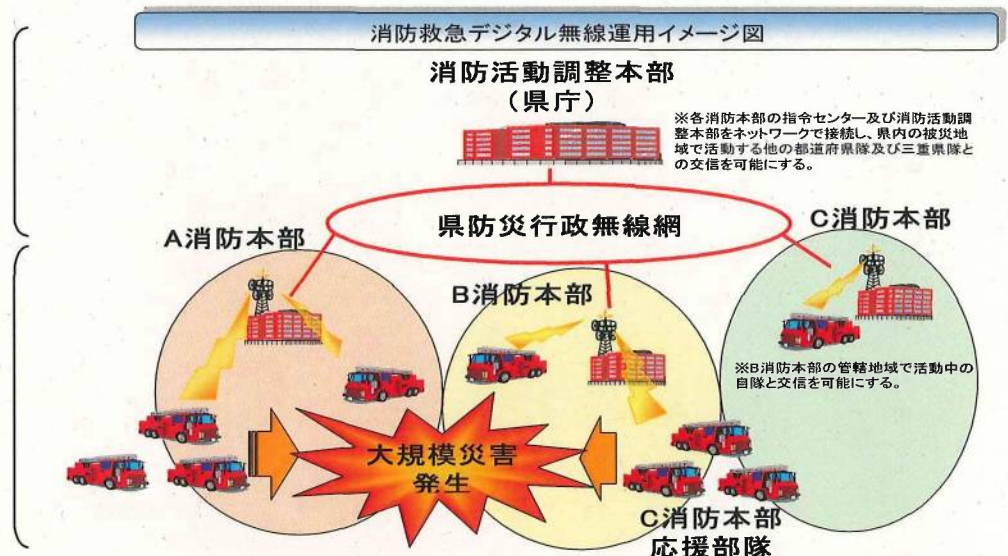 消防救急デジタル無線運用イメージ図
消防活動調整本部
（県庁）
※各消防本部の指令センター及び消防活動調
整本部をネットワークで接続し、県内の被災地
域で活動する他の都道府県隊及び三重県隊と
の交信を可能にする。
県防災行政無線網
A消防本部
B消防本部
C消防本部
※B消防本部の管轄地域で活動中の
自隊と交信を可能にする。
大規模災害
発生
C消防本部
応援部隊